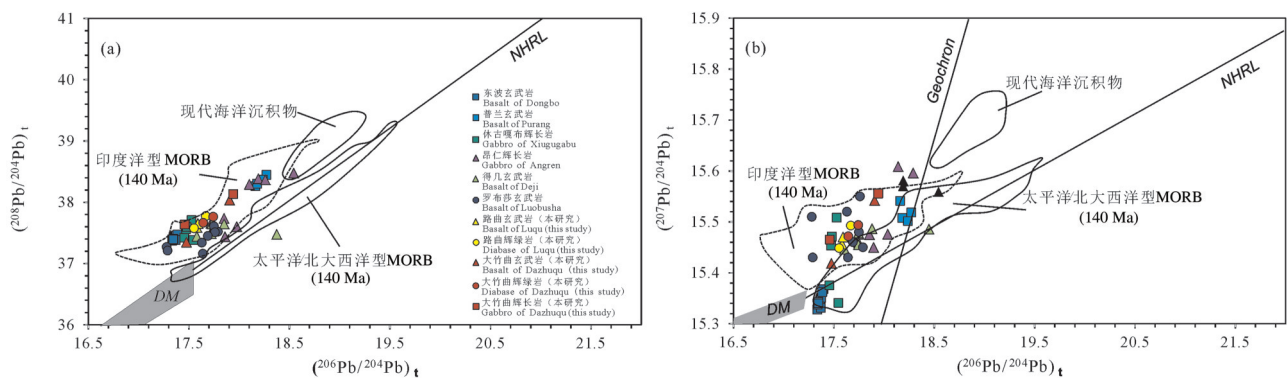 (a)
41
40
39
38
37
36
(²⁰⁸Pb/²⁰⁴Pb)t
16.5 17.5 18.5 19.5 20.5 21.5
(²⁰⁶Pb/²⁰⁴Pb)t
NHRL
现代海洋沉积物
印度洋型MORB
(140 Ma)
太平洋北大西洋型MORB
(140 Ma)
DM
东波玄武岩
Basalt of Dongbo
普兰玄武岩
Basalt of Purang
休古嘎布辉长岩
Gabbro of Xiugugabu
昂仁辉长岩
Gabbro of Angren
得几玄武岩
Basalt of Deji
罗布莎玄武岩
Basalt of Luobusha
路曲玄武岩（本研究）
Basalt of Luqu (this study)
路曲辉绿岩（本研究）
Diabase of Luqu (this study)
大竹曲玄武岩（本研究）
Basalt of Dazhuqu (this study)
大竹曲辉绿岩（本研究）
Diabase of Dazhuqu (this study)
大竹曲辉长岩（本研究）
Gabbro of Dazhuqu (this study)
(b)
15.9
15.8
15.7
15.6
15.5
15.4
15.3
(²⁰⁷Pb/²⁰⁴Pb)t
16.5 17.5 18.5 19.5 20.5 21.5
(²⁰⁶Pb/²⁰⁴Pb)t
Geochron
NHRL
现代海洋沉积物
印度洋型MORB
(140 Ma)
太平洋北大西洋型MORB
(140 Ma)
DM